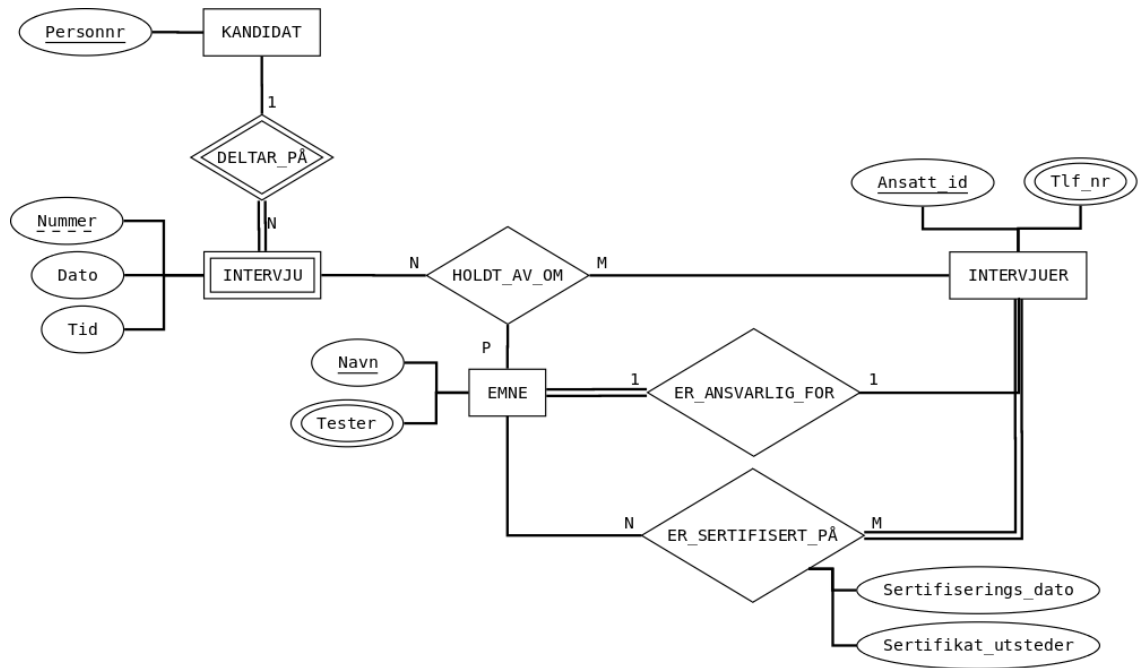 Personnr
KANDIDAT
1
DELTAR_PÅ
N
Nummer
Dato
Tid
INTERVJU
N
HOLDT_AV_OM
M
Ansatt_id
Tlf_nr
INTERVJUER
P
Navn
Tester
EMNE
1
ER_ANSVARLIG_FOR
1
N
ER_SERTIFISERT_PÅ
M
Sertifiserings_dato
Sertifikat_utsteder